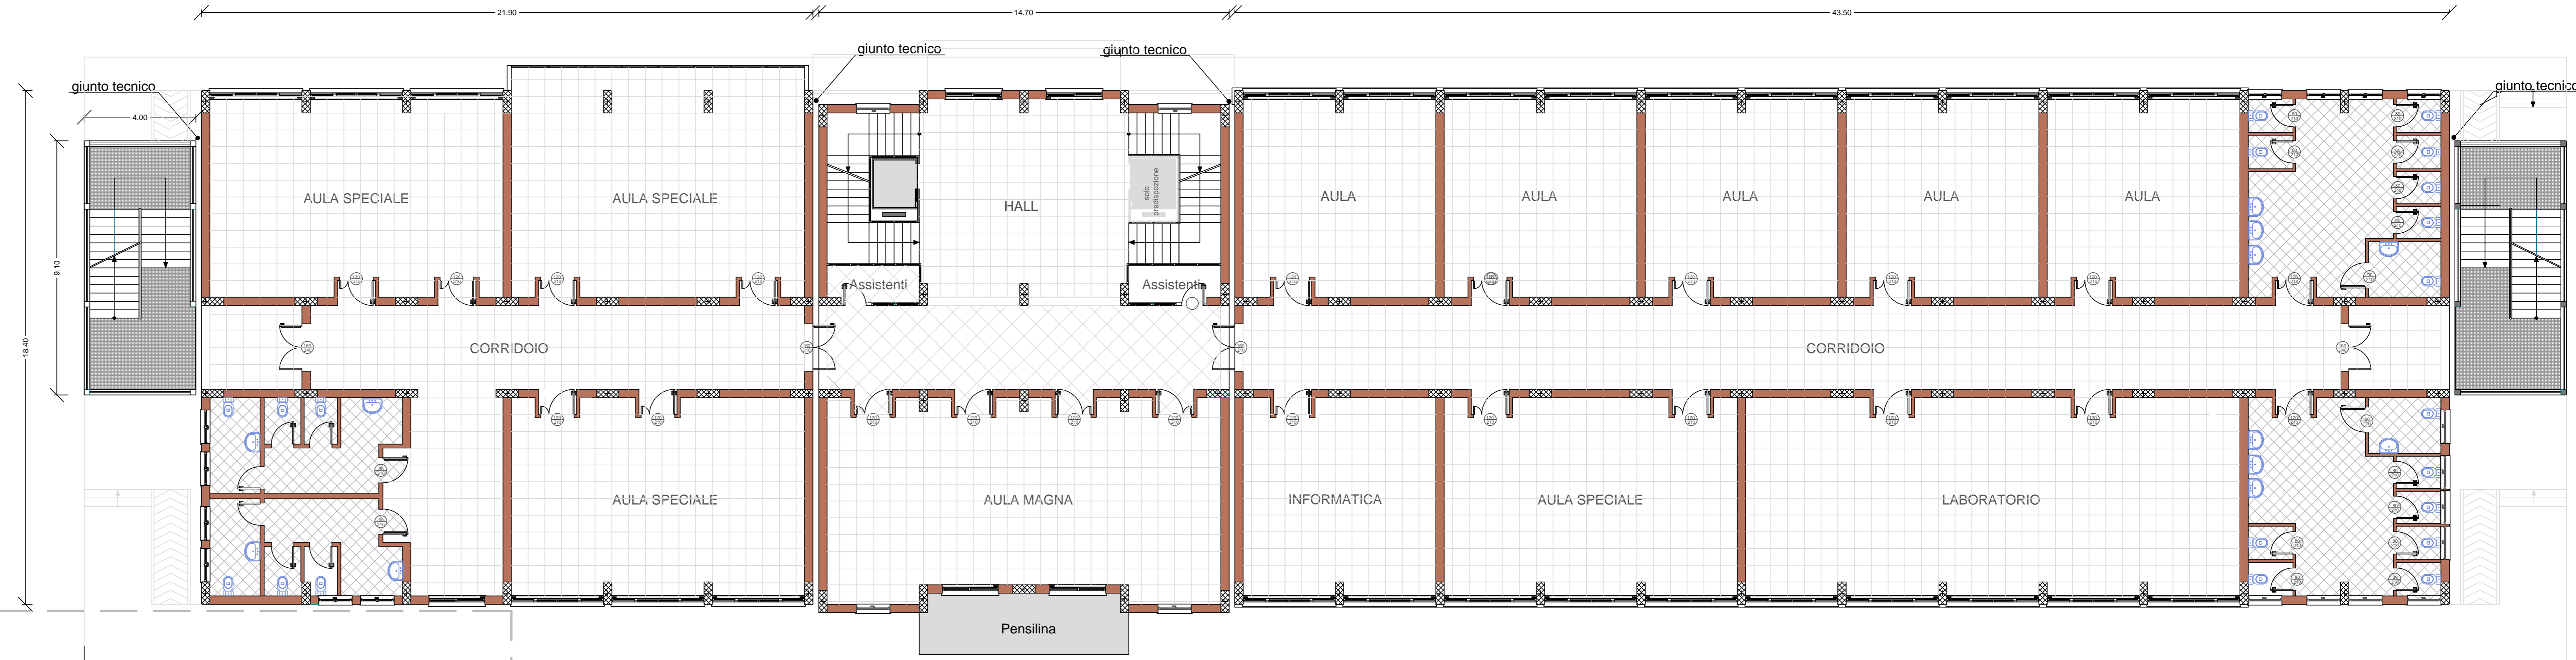 21.90
14.70
43.50
giunto tecnico
giunto tecnico
giunto tecnico
giunto tecnico
4.00
9.10
18.40
AULA SPECIALE
AULA SPECIALE
HALL
solo
predispozione
AULA
AULA
AULA
AULA
AULA
Assistenti
Assistenti
CORRIDOIO
CORRIDOIO
AULA SPECIALE
AULA MAGNA
INFORMATICA
AULA SPECIALE
LABORATORIO
Pensilina